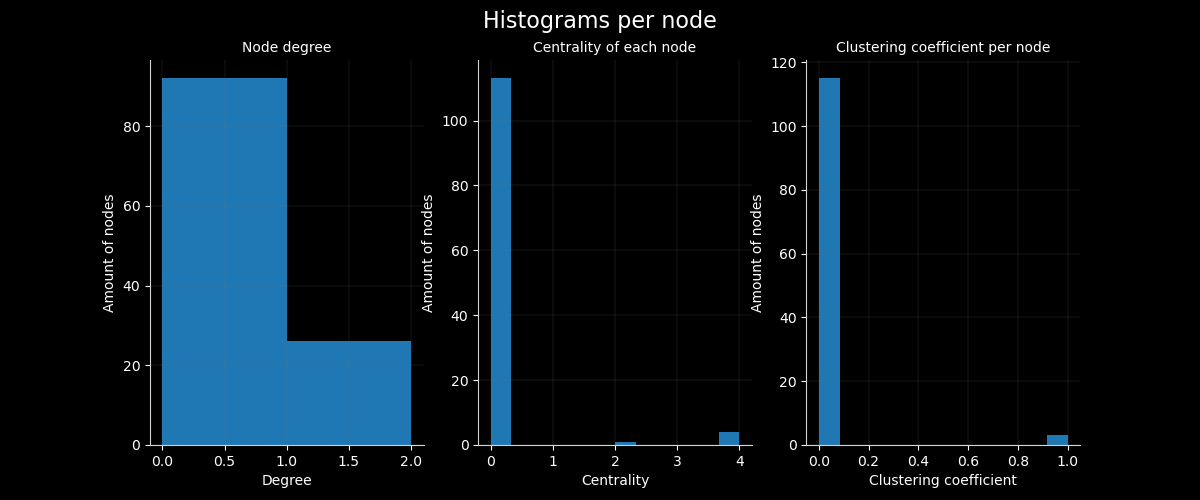 Histograms per node
Node degree
Amount of nodes
80
60
40
20
0
0.0 0.5 1.0 1.5 2.0
Degree
Centrality of each node
Amount of nodes
100
80
60
40
20
0
0 1 2 3 4
Centrality
Clustering coefficient per node
Amount of nodes
120
100
80
60
40
20
0
0.0 0.2 0.4 0.6 0.8 1.0
Clustering coefficient